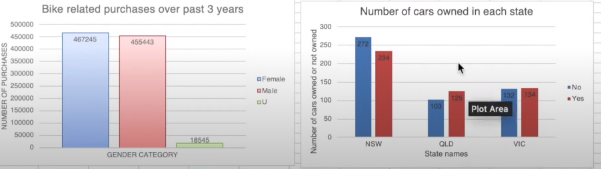 Bike related purchases over past 3 years
NUMBER OF PURCHASES
500000
450000
400000
350000
300000
250000
200000
150000
100000
50000
0
467245
455443
18545
GENDER CATEGORY
Female
Male
U
Number of cars owned in each state
Number of cars owned or not owned
300
250
200
150
100
50
0
272
234
103
125
132
134
Plot Area
NSW
QLD
VIC
State names
No
Yes